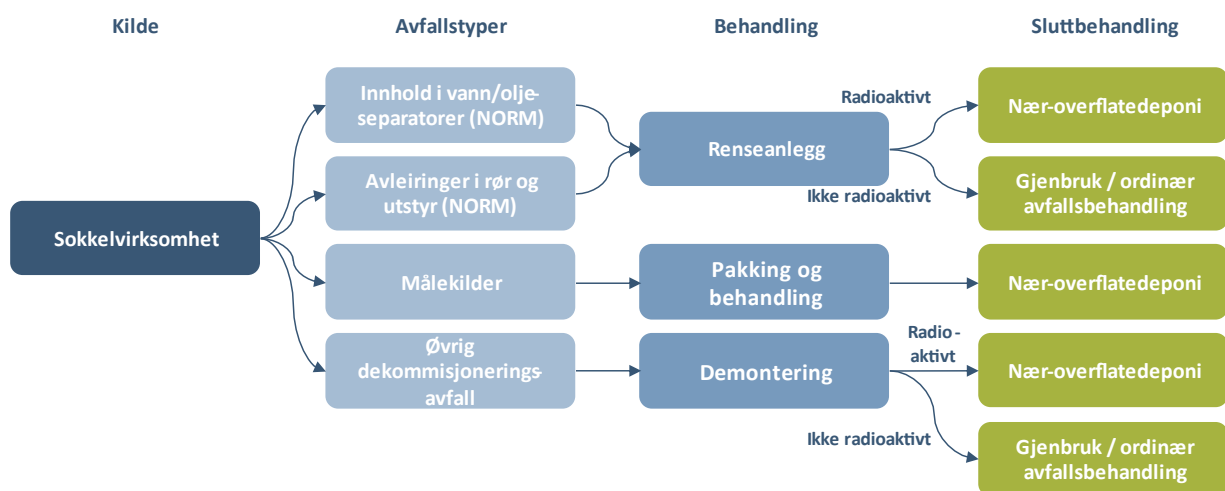 Kilde
Avfallstyper
Behandling
Sluttbehandling
Sokkelvirksomhet
Innhold i vann/olje-
separatorer (NORM)
Avleiringer i rør og
utstyr (NORM)
Målekilder
Øvrig
dekommisjonerings-
avfall
Renseanlegg
Pakking og
behandling
Demontering
Radioaktivt
Ikke radioaktivt
Radio-
aktivt
Ikke radioaktivt
Nær-overflatedeponi
Gjenbruk / ordinær
avfallsbehandling
Nær-overflatedeponi
Nær-overflatedeponi
Gjenbruk / ordinær
avfallsbehandling